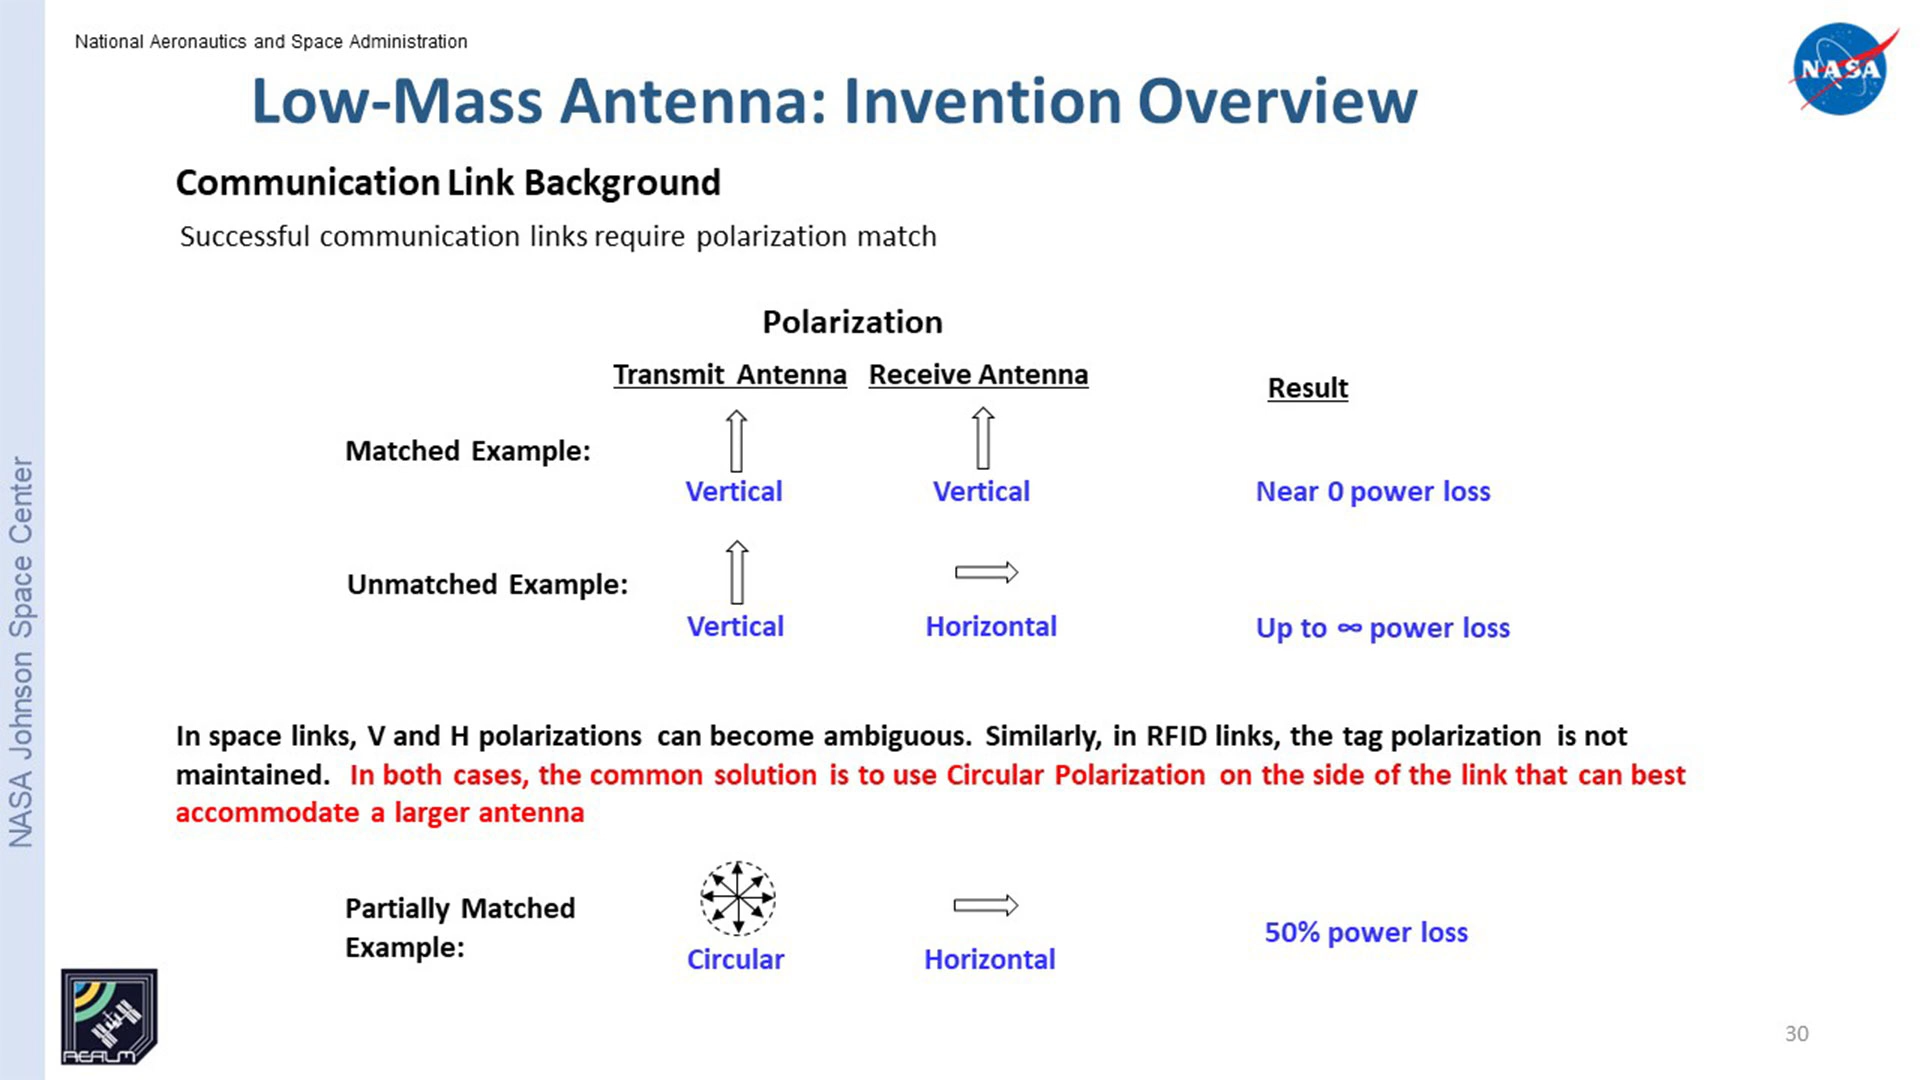 National Aeronautics and Space Administration
NASA
Low-Mass Antenna: Invention Overview
Communication Link Background
Successful communication links require polarization match
Polarization
Transmit Antenna Receive Antenna Result
Matched Example:
Vertical Vertical Near 0 power loss
Unmatched Example:
Vertical Horizontal Up to ∞ power loss
In space links, V and H polarizations can become ambiguous. Similarly, in RFID links, the tag polarization is not
maintained. In both cases, the common solution is to use Circular Polarization on the side of the link that can best
accommodate a larger antenna
Partially Matched
Example:
Circular Horizontal 50% power loss
NASA Johnson Space Center
REALM
30